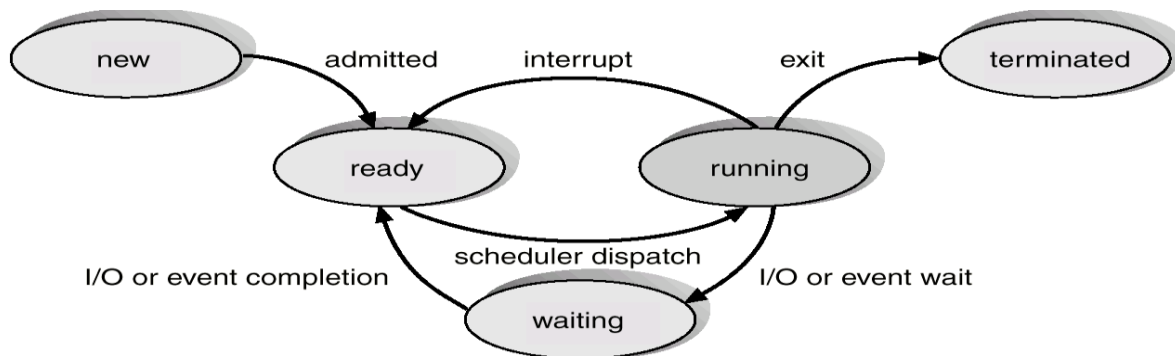 new
admitted
interrupt
exit
terminated
ready
running
scheduler dispatch
I/O or event completion
I/O or event wait
waiting